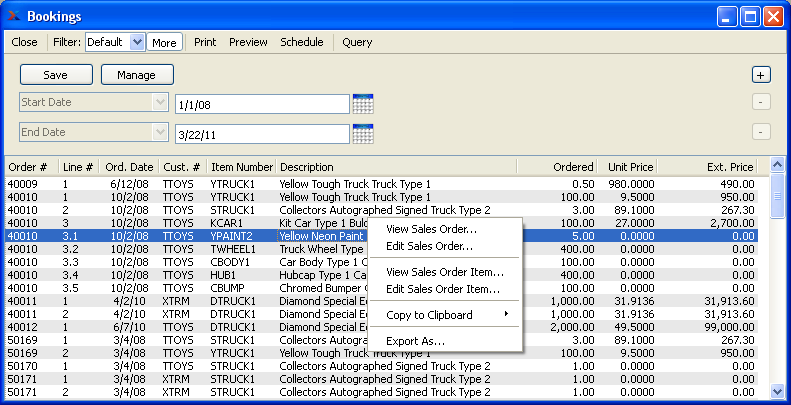 Bookings
Close Filter: Default More Print Preview Schedule Query
Save Manage +
Start Date 1/1/08 -
End Date 3/22/11 -
Order # Line # Ord. Date Cust. # Item Number Description Ordered Unit Price Ext. Price
40009 1 6/12/08 TTOYS YTRUCK1 Yellow Tough Truck Truck Type 1 0.50 980.0000 490.00
40010 1 10/2/08 TTOYS YTRUCK1 Yellow Tough Truck Truck Type 1 100.00 9.5000 950.00
40010 2 10/2/08 TTOYS STRUCK1 Collectors Autographed Signed Truck Type 2 3.00 89.1000 267.30
40010 3 10/2/08 TTOYS KCAR1 Kit Car Type 1 100.00 27.0000 2,700.00
40010 3.1 10/2/08 TTOYS YPAINT2 Yellow Neon Paint 5.00 0.0000 0.00
40010 3.2 10/2/08 TTOYS TWHEEL1 Truck Wheel Type 400.00 0.0000 0.00
40010 3.3 10/2/08 TTOYS CBODY1 Car Body Type 1 100.00 0.0000 0.00
40010 3.4 10/2/08 TTOYS HUB1 Hubcap Type 1 400.00 0.0000 0.00
40010 3.5 10/2/08 TTOYS CBUMP Chromed Bumper 100.00 0.0000 0.00
40011 1 4/2/10 XTRM DTRUCK1 Diamond Special 1,000.00 31.9136 31,913.60
40011 2 4/2/10 XTRM DTRUCK1 Diamond Special 1,000.00 31.9136 31,913.60
40012 1 6/7/10 XTRM DTRUCK1 Diamond Special 2,000.00 49.5000 99,000.00
50169 1 3/4/08 TTOYS STRUCK1 Collectors Autographed Signed Truck Type 2 3.00 89.1000 267.30
50169 2 3/4/08 TTOYS YTRUCK1 Yellow Tough Truck Truck Type 1 100.00 9.5000 950.00
50170 1 3/4/08 TTOYS STRUCK1 Collectors Autographed Signed Truck Type 2 1.00 0.0000 0.00
50171 1 3/4/08 XTRM STRUCK1 Collectors Autographed Signed Truck Type 2 1.00 0.0000 0.00
50171 2 3/4/08 XTRM STRUCK1 Collectors Autographed Signed Truck Type 2 1.00 0.0000 0.00
View Sales Order...
Edit Sales Order...
View Sales Order Item...
Edit Sales Order Item...
Copy to Clipboard
Export As...